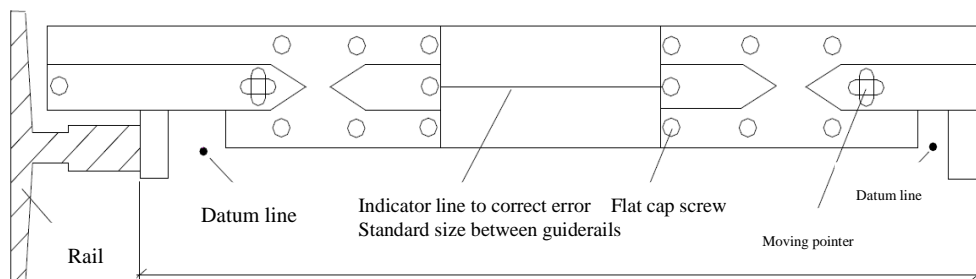 Datum line
Indicator line to correct error Flat cap screw
Standard size between guiderails
Datum line
Moving pointer
Rail